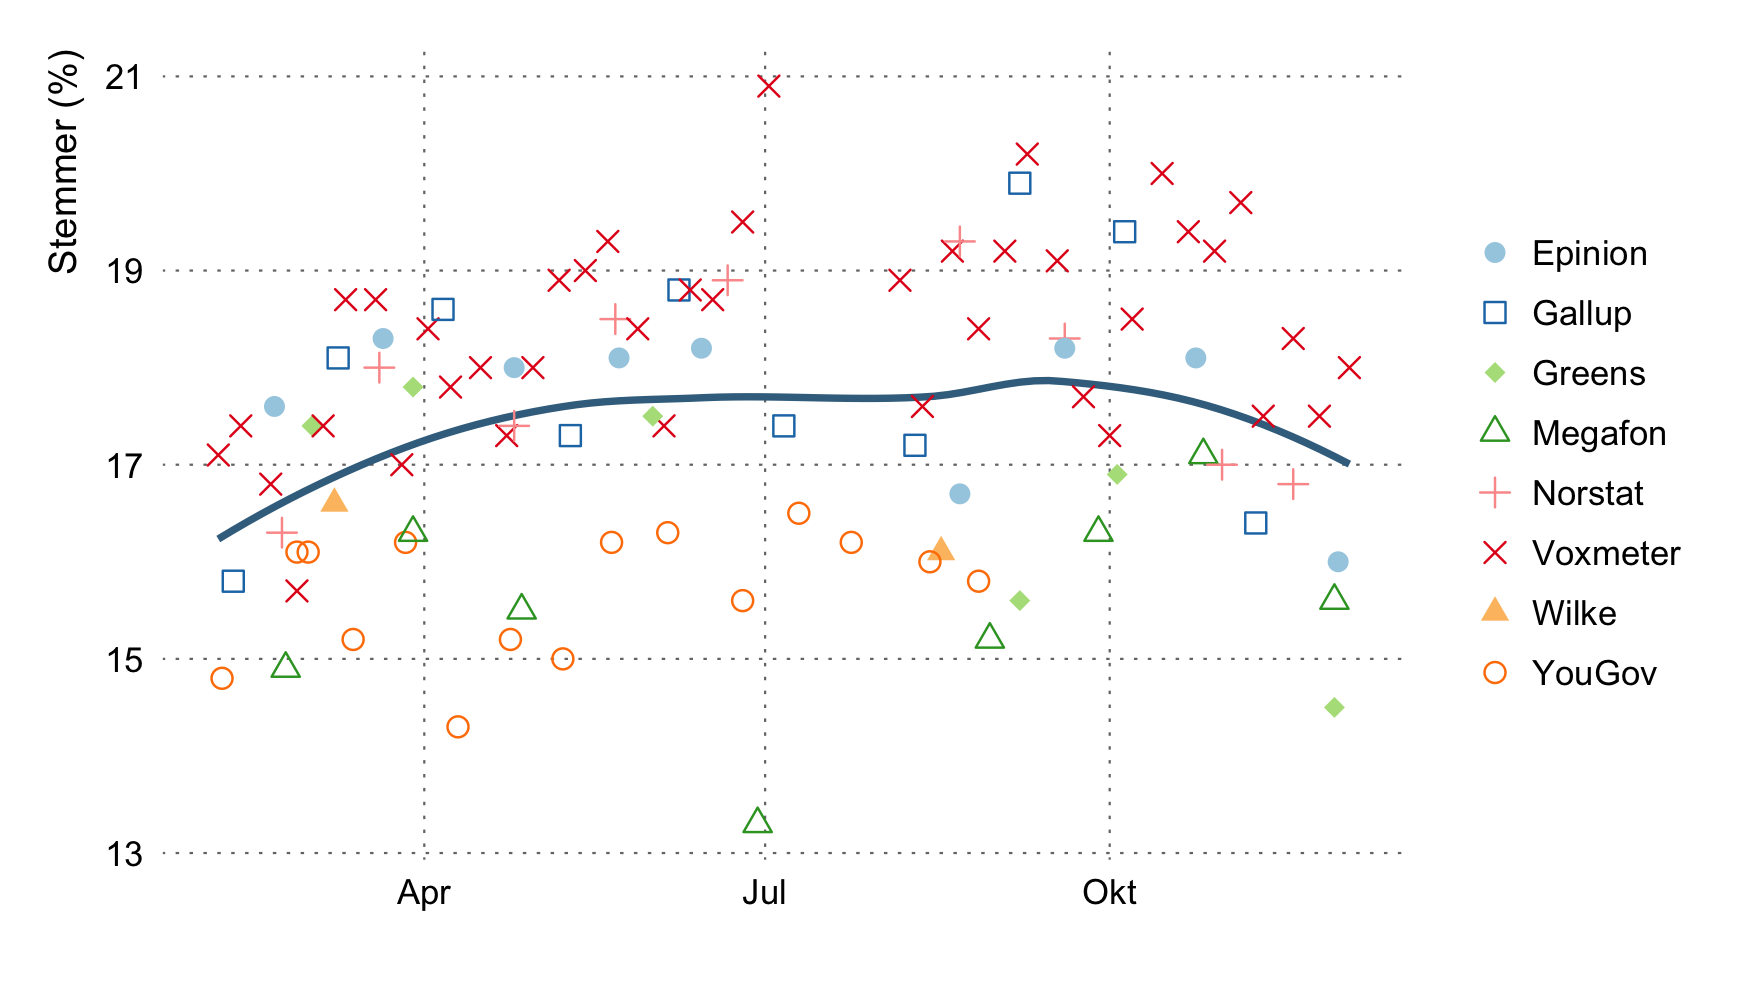 Stemmer (%)
21
19
17
15
13
Apr
Jul
Okt
Epinion
Gallup
Greens
Megafon
Norstat
Voxmeter
Wilke
YouGov